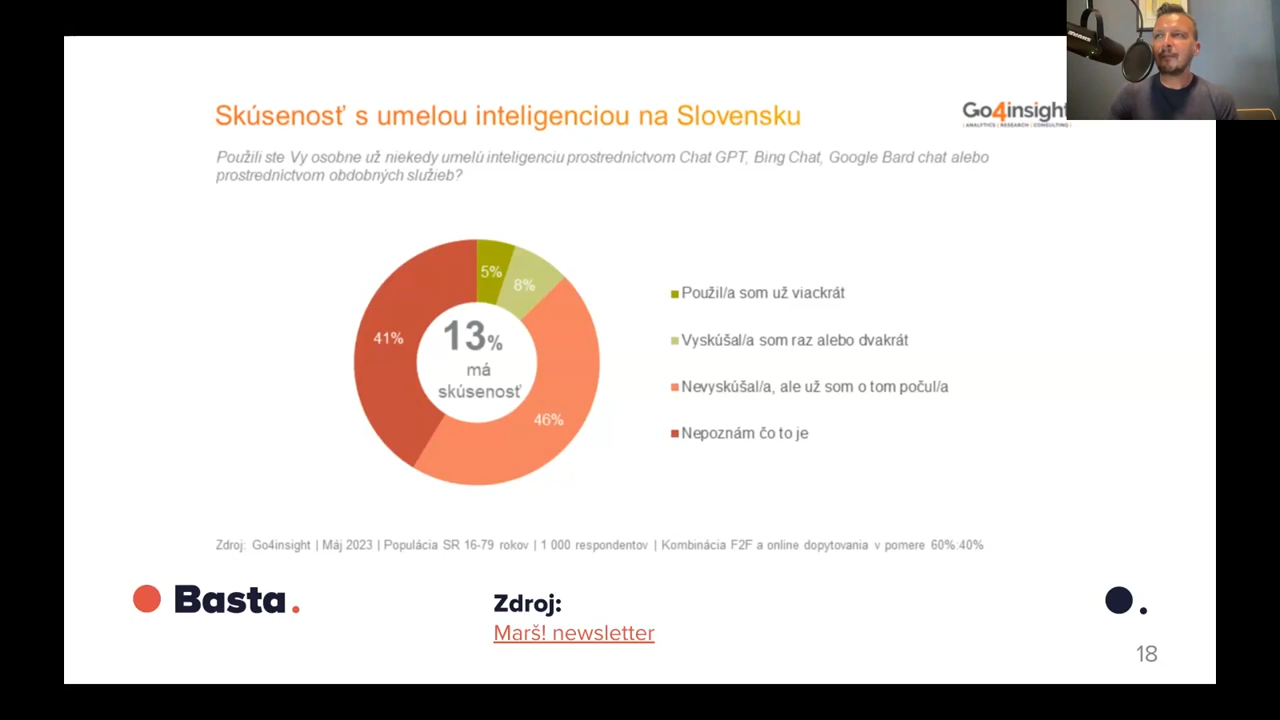 Skúsenosť s umelou inteligenciou na Slovensku
Go4insight
ANALYTICS | RESEARCH | CONSULTING
Použili ste Vy osobne už niekedy umelú inteligenciu prostredníctvom Chat GPT, Bing Chat, Google Bard chat alebo
prostredníctvom obdobných služieb?
5%
8%
41%
46%
13%
má
skúsenosť
Použil/a som už viackrát
Vyskúšal/a som raz alebo dvakrát
Nevyskúšal/a, ale už som o tom počul/a
Nepoznám čo to je
Zdroj: Go4insight | Máj 2023 | Populácia SR 16-79 rokov | 1 000 respondentov | Kombinácia F2F a online dopytovania v pomere 60%:40%
Basta.
Zdroj:
Marš! newsletter
18